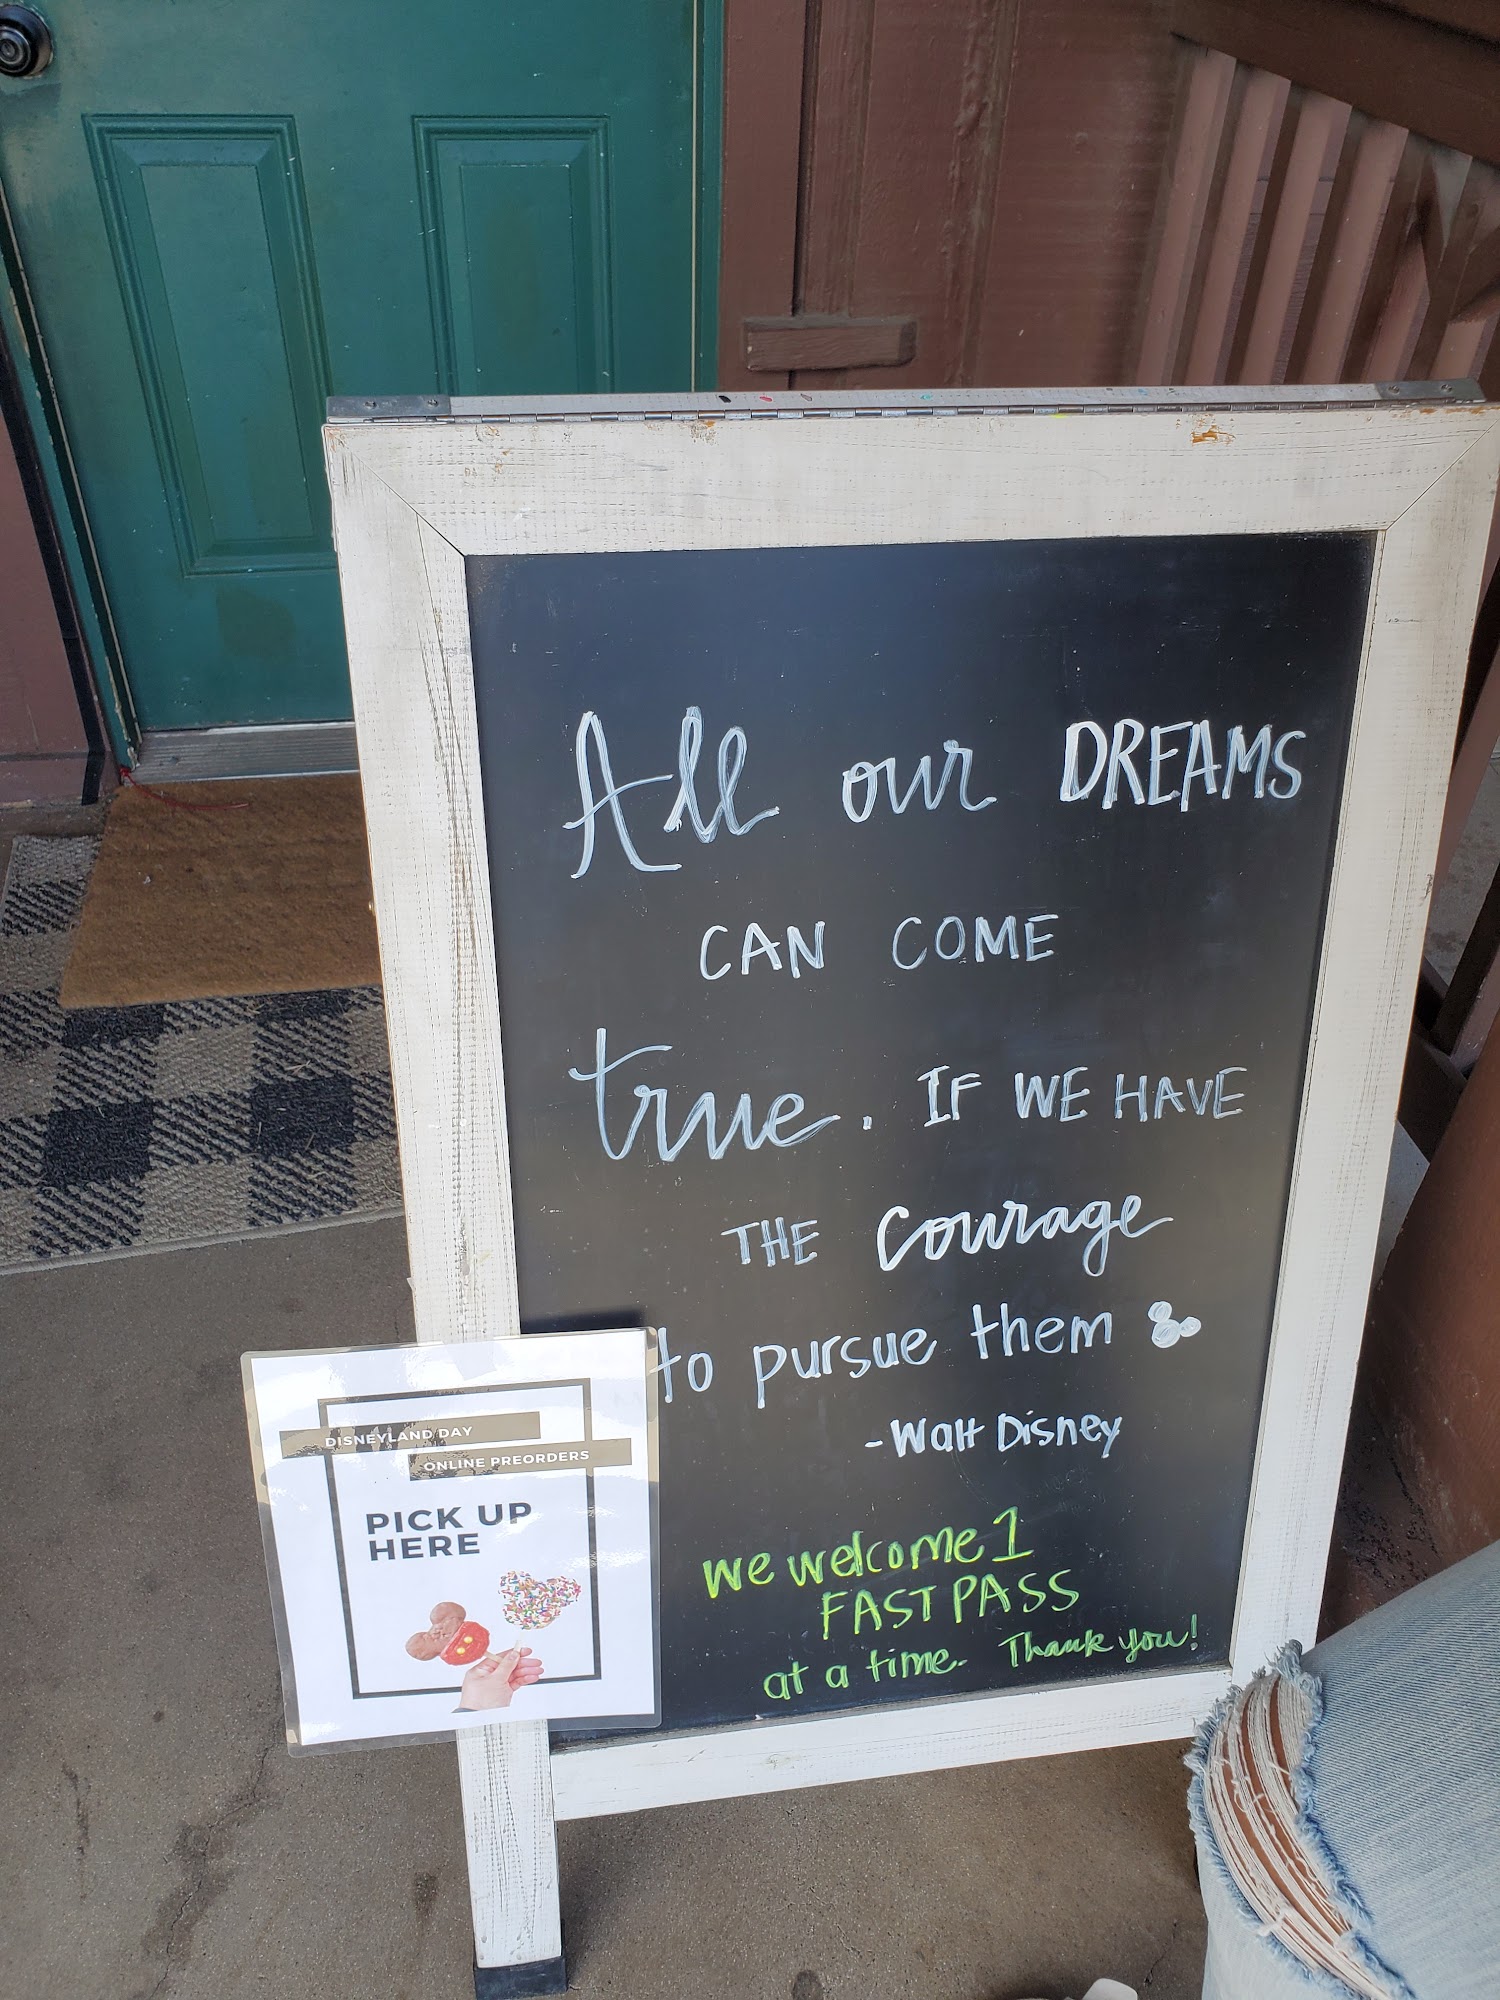 All our DREAMS
CAN COME
true. IF WE HAVE
THE Courage
to pursue them
-Walt Disney
We welcome 1
FAST PASS
at a time. Thank you!
DISNEYLAND DAY
ONLINE PREORDERS
PICK UP
HERE